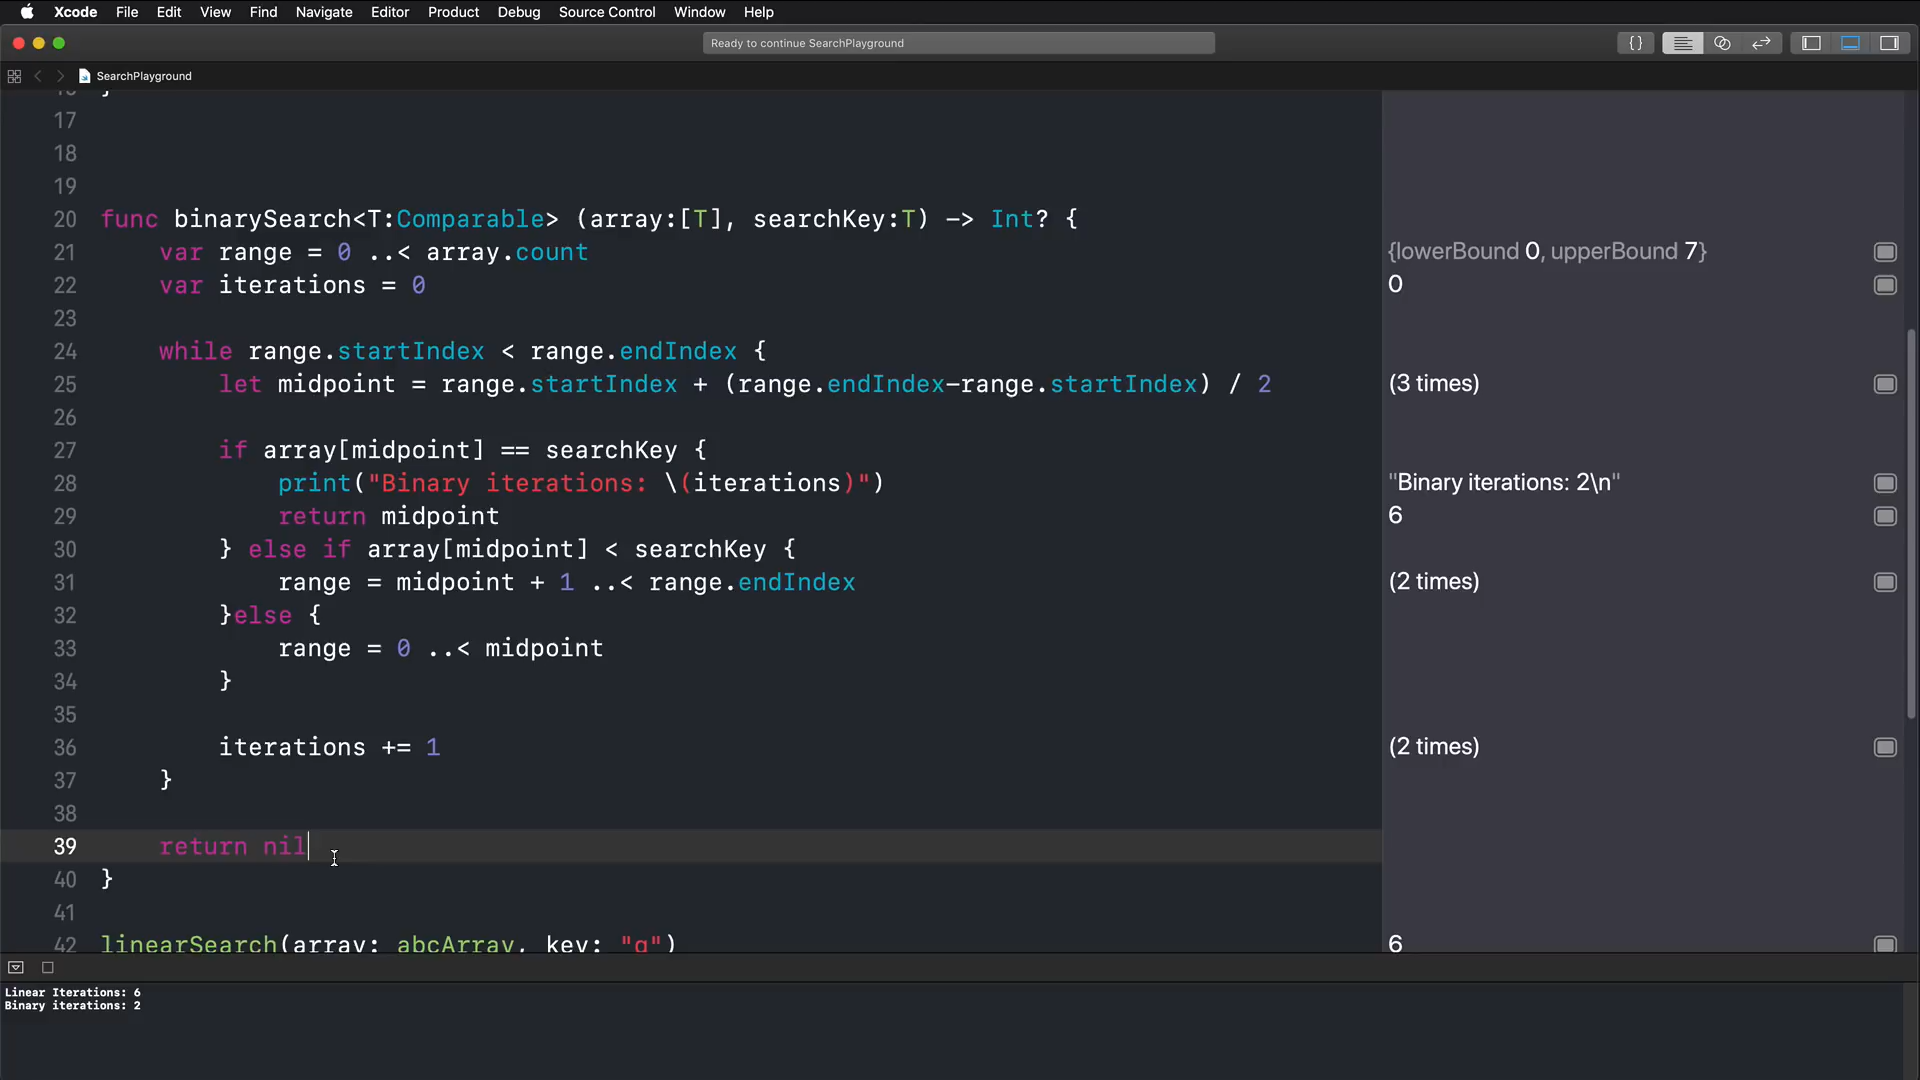 Xcode File Edit View Find Navigate Editor Product Debug Source Control Window Help
Ready to continue SearchPlayground
{}
SearchPlayground
17
18
19
20 func binarySearch<T:Comparable> (array:[T], searchKey:T) -> Int? {
21 var range = 0 ..< array.count {lowerBound 0, upperBound 7}
22 var iterations = 0 0
23
24 while range.startIndex < range.endIndex {
25 let midpoint = range.startIndex + (range.endIndex-range.startIndex) / 2 (3 times)
26
27 if array[midpoint] == searchKey {
28 print("Binary iterations: \(iterations)") "Binary iterations: 2\n"
29 return midpoint 6
30 } else if array[midpoint] < searchKey {
31 range = midpoint + 1 ..< range.endIndex (2 times)
32 }else {
33 range = 0 ..< midpoint
34 }
35
36 iterations += 1 (2 times)
37 }
38
39 return nil
40 }
41
42 linearSearch(array: abcArray, key: "g") 6
Linear Iterations: 6
Binary iterations: 2